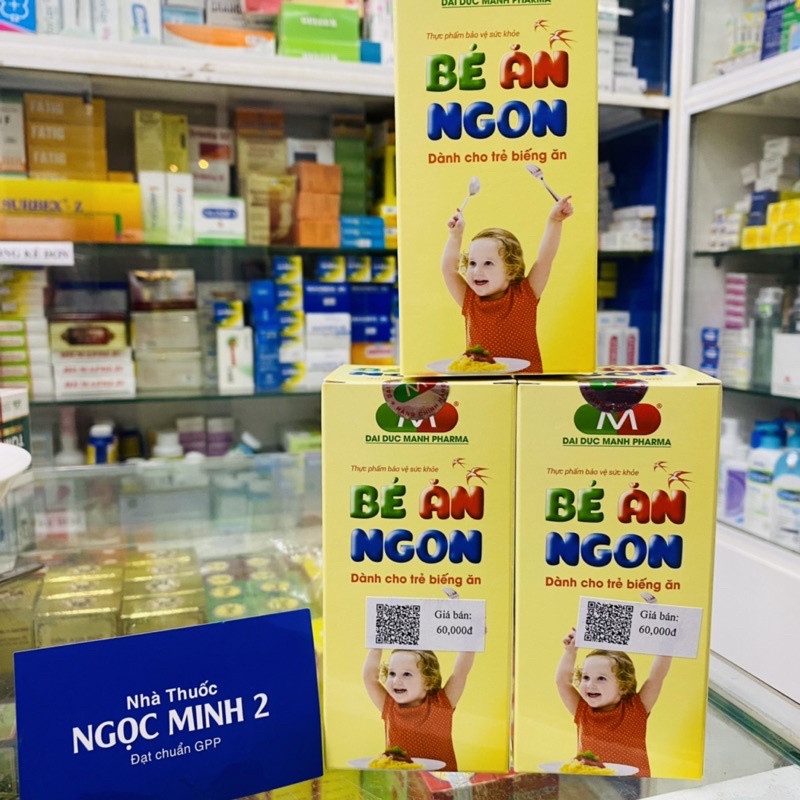 DAI DUC MANH PHARMA
Thực phẩm bảo vệ sức khỏe
BÉ ĂN
NGON
Dành cho trẻ biếng ăn
M
DAI DUC MANH PHARMA
Thực phẩm bảo vệ sức khỏe
BÉ ĂN
NGON
Dành cho trẻ biếng ăn
Giá bán:
60,000đ
M
DAI DUC MANH PHARMA
Thực phẩm bảo vệ sức khỏe
BÉ ĂN
NGON
Dành cho trẻ biếng ăn
Giá bán:
60,000đ
Nhà Thuốc
NGỌC MINH 2
Đạt chuẩn GPP